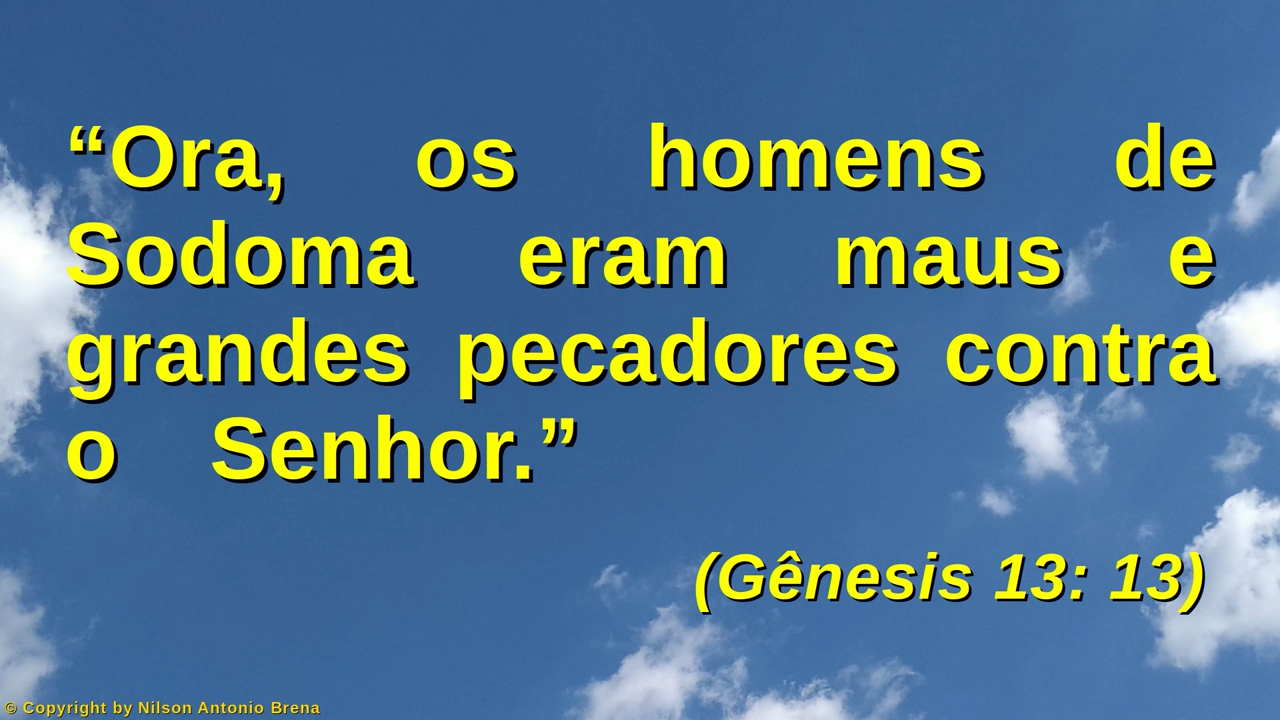 “Ora, os homens de
Sodoma eram maus e
grandes pecadores contra
o Senhor.”
(Gênesis 13: 13)
© Copyright by Nilson Antonio Brena